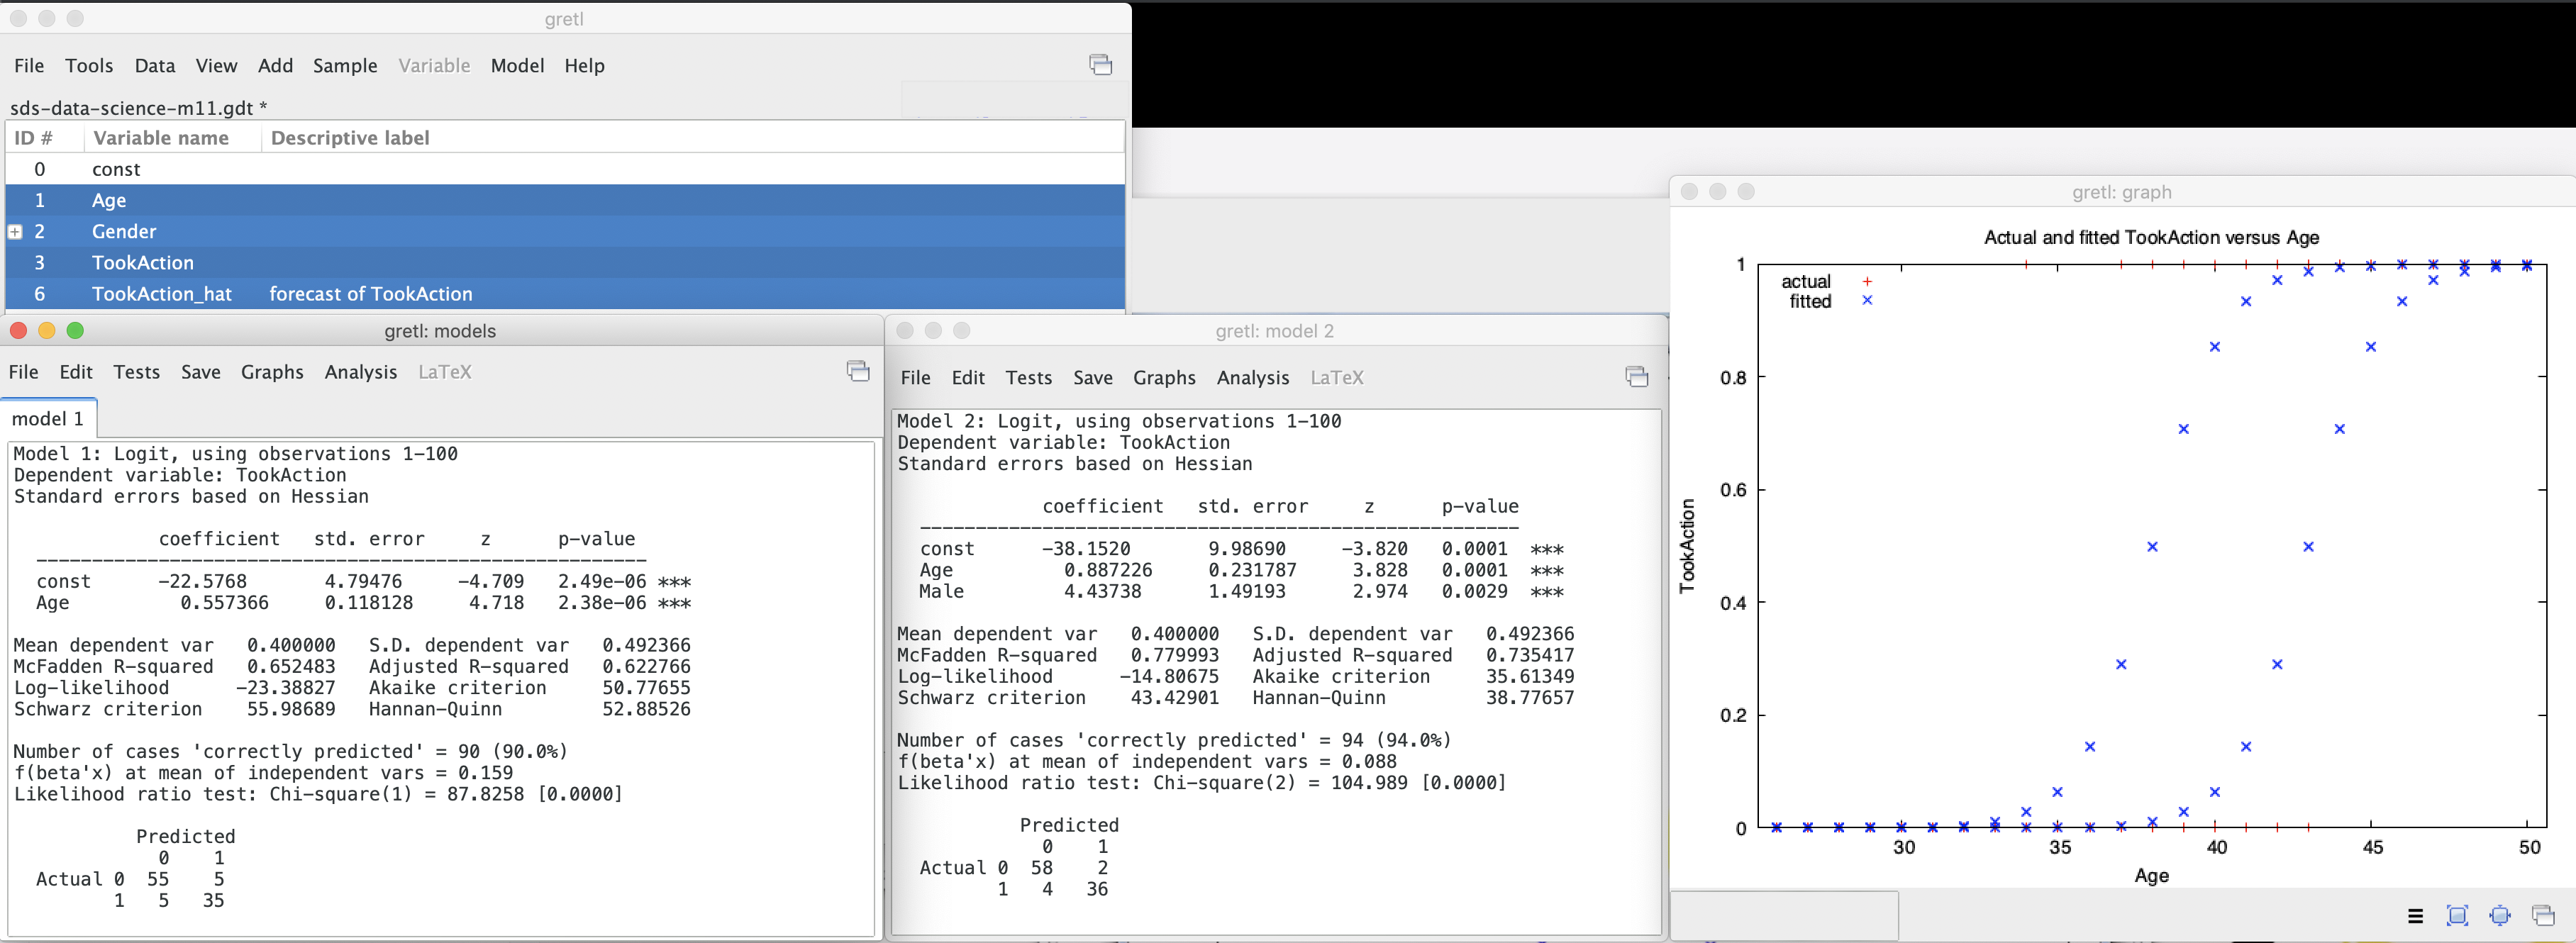 gretl
File Tools Data View Add Sample Variable Model Help
sds-data-science-m11.gdt *
ID # Variable name Descriptive label
0 const
1 Age
2 Gender
3 TookAction
6 TookAction_hat forecast of TookAction
gretl: models
File Edit Tests Save Graphs Analysis LaTeX
model 1
Model 1: Logit, using observations 1-100
Dependent variable: TookAction
Standard errors based on Hessian
coefficient std. error z p-value
const -22.5768 4.79476 -4.709 2.49e-06 ***
Age 0.557366 0.118128 4.718 2.38e-06 ***
Mean dependent var 0.400000 S.D. dependent var 0.492366
McFadden R-squared 0.652483 Adjusted R-squared 0.622766
Log-likelihood -23.38827 Akaike criterion 50.77655
Schwarz criterion 55.98689 Hannan-Quinn 52.88526
Number of cases 'correctly predicted' = 90 (90.0%)
f(beta'x) at mean of independent vars = 0.159
Likelihood ratio test: Chi-square(1) = 87.8258 [0.0000]
Predicted
0 1
Actual 0 55 5
1 5 35
gretl: model 2
File Edit Tests Save Graphs Analysis LaTeX
Model 2: Logit, using observations 1-100
Dependent variable: TookAction
Standard errors based on Hessian
coefficient std. error z p-value
const -38.1520 9.98690 -3.820 0.0001 ***
Age 0.887226 0.231787 3.828 0.0001 ***
Male 4.43738 1.49193 2.974 0.0029 ***
Mean dependent var 0.400000 S.D. dependent var 0.492366
McFadden R-squared 0.779993 Adjusted R-squared 0.735417
Log-likelihood -14.80675 Akaike criterion 35.61349
Schwarz criterion 43.42901 Hannan-Quinn 38.77657
Number of cases 'correctly predicted' = 94 (94.0%)
f(beta'x) at mean of independent vars = 0.088
Likelihood ratio test: Chi-square(2) = 104.989 [0.0000]
Predicted
0 1
Actual 0 58 2
1 4 36
gretl: graph
Actual and fitted TookAction versus Age
actual
fitted
1
0.8
0.6
0.4
0.2
0
TookAction
30 35 40 45 50
Age